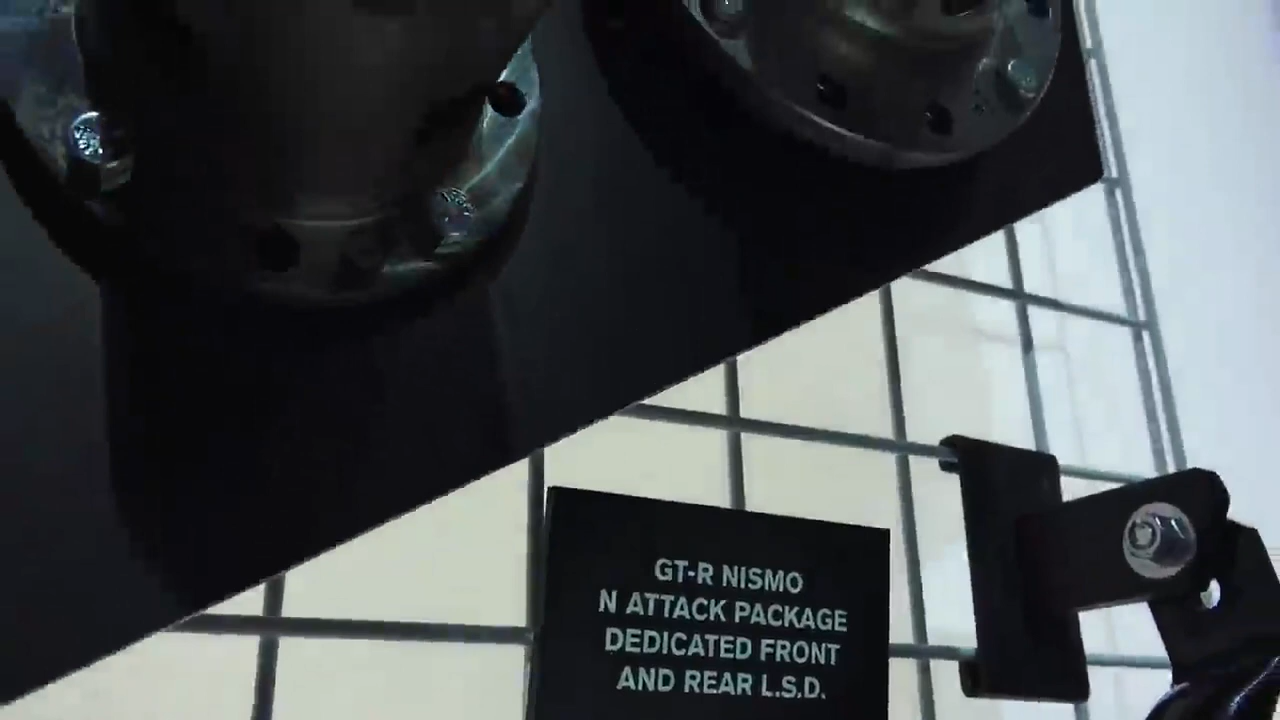 GT-R NISMO
N ATTACK PACKAGE
DEDICATED FRONT
AND REAR L.S.D.